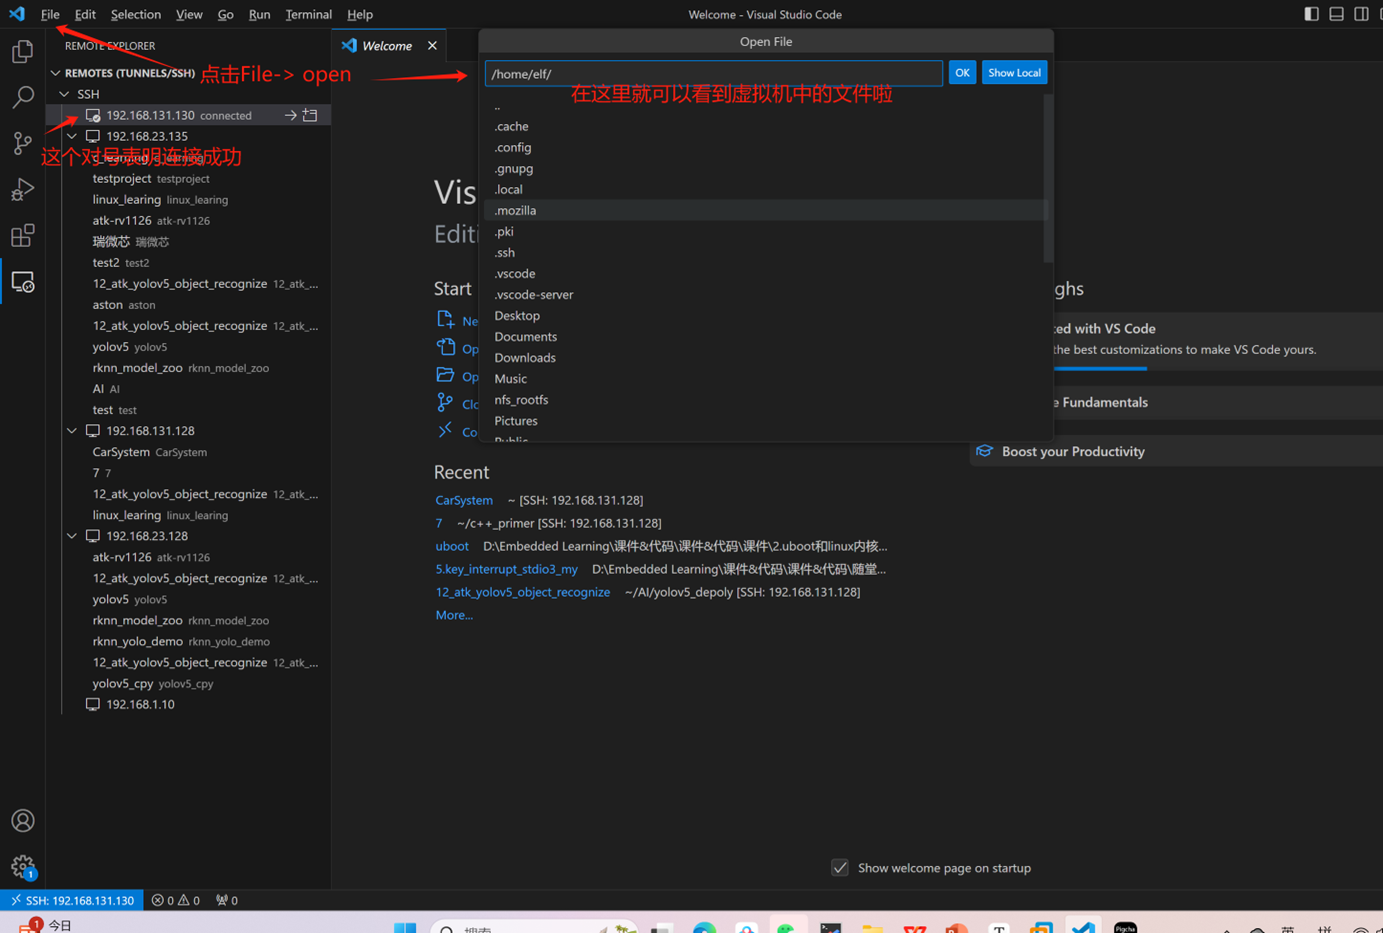 File Edit Selection View Go Run Terminal Help
Welcome - Visual Studio Code
REMOTE EXPLORER
REMOTES (TUNNELS/SSH)
点击File-> open
SSH
192.168.131.130 connected
192.168.23.135
这个对号表明连接成功
testproject testproject
linux_learing linux_learing
atk-rv1126 atk-rv1126
瑞微芯 瑞微芯
test2 test2
12_atk_yolov5_object_recognize 12_atk_...
aston aston
12_atk_yolov5_object_recognize 12_atk_...
yolov5 yolov5
rknn_model_zoo rknn_model_zoo
AI AI
test test
192.168.131.128
CarSystem CarSystem
7 7
12_atk_yolov5_object_recognize 12_atk_...
linux_learing linux_learing
192.168.23.128
atk-rv1126 atk-rv1126
12_atk_yolov5_object_recognize 12_atk_...
yolov5 yolov5
rknn_model_zoo rknn_model_zoo
rknn_yolo_demo rknn_yolo_demo
12_atk_yolov5_object_recognize 12_atk_...
yolov5_cpy yolov5_cpy
192.168.1.10
Welcome
Open File
/home/elf/
OK
Show Local
在这里就可以看到虚拟机中的文件啦
..
.cache
.config
.gnupg
.local
.mozilla
.pki
.ssh
.vscode
.vscode-server
Desktop
Documents
Downloads
Music
nfs_rootfs
Pictures
Public
Vis
Editi
Start
Ne
Op
Op
Clo
Co
Recent
CarSystem ~ [SSH: 192.168.131.128]
7 ~/c++_primer [SSH: 192.168.131.128]
uboot D:\Embedded Learning\课件&代码\课件&代码\课件\2.uboot和linux内核...
5.key_interrupt_stdio3_my D:\Embedded Learning\课件&代码\课件&代码\随堂...
12_atk_yolov5_object_recognize ~/AI/yolov5_depoly [SSH: 192.168.131.128]
More...
ghs
ted with VS Code
the best customizations to make VS Code yours.
e Fundamentals
Boost your Productivity
Show welcome page on startup
1
SSH: 192.168.131.130 0 0 0
1 今日
搜索
英 拼